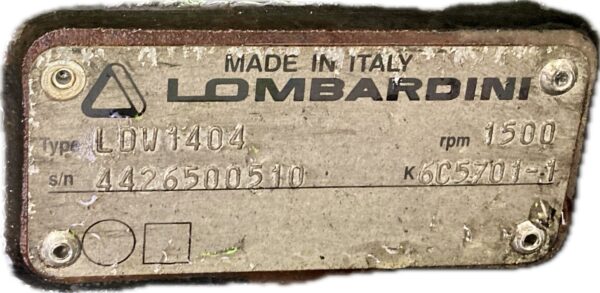 MADE IN ITALY
LOMBARDINI
Type LDW1404 rpm 1500
s/n 4426500510 K 6C5701-1